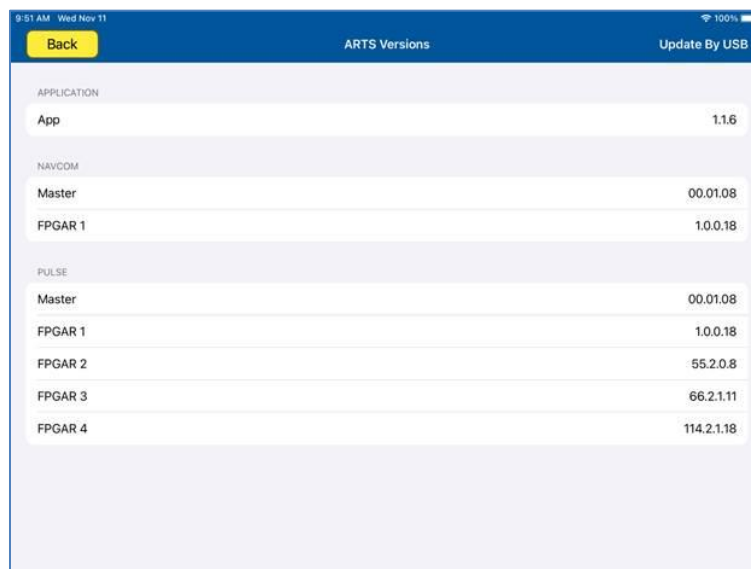 9:51 AM Wed Nov 11 100%
Back ARTS Versions Update By USB
APPLICATION
App 1.1.6
NAVCOM
Master 00.01.08
FPGAR 1 1.0.0.18
PULSE
Master 00.01.08
FPGAR 1 1.0.0.18
FPGAR 2 55.2.0.8
FPGAR 3 66.2.1.11
FPGAR 4 114.2.1.18